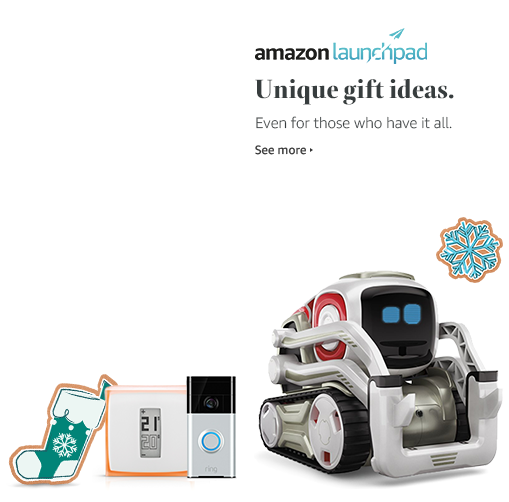 amazon launchpad
Unique gift ideas.
Even for those who have it all.
See more ▸
21
20
ring